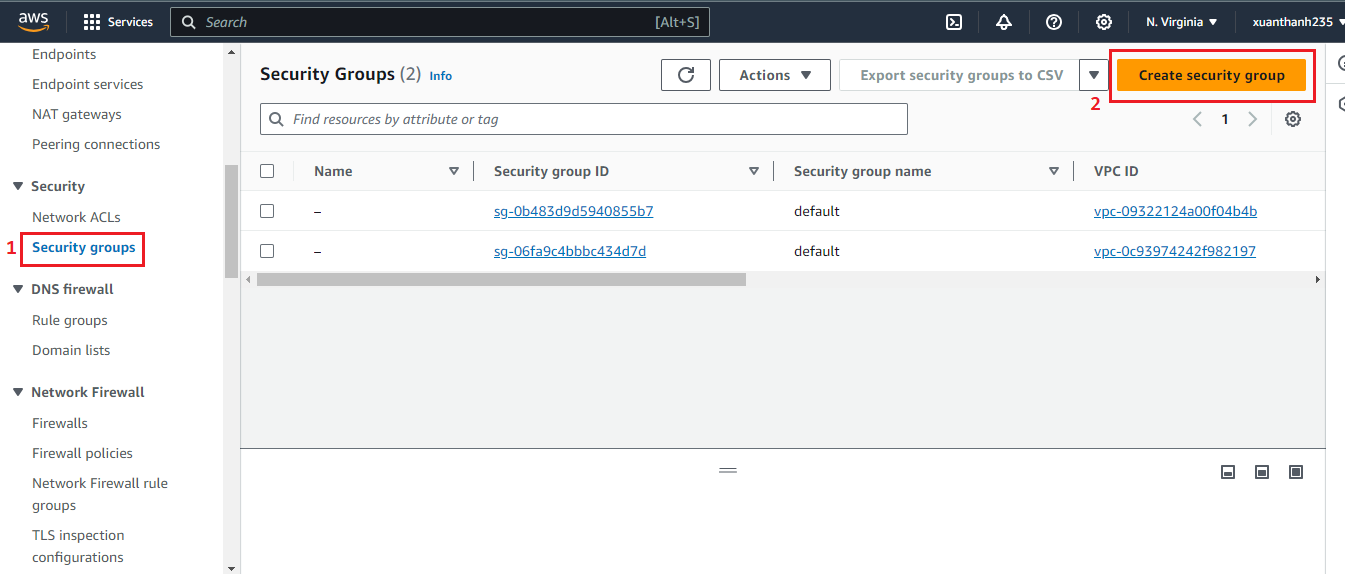 aws Services Search [Alt+S] N. Virginia xuanthanh235
Endpoints
Endpoint services
NAT gateways
Peering connections
Security
Network ACLs
1 Security groups
DNS firewall
Rule groups
Domain lists
Network Firewall
Firewalls
Firewall policies
Network Firewall rule
groups
TLS inspection
configurations
Security Groups (2) Info Actions Export security groups to CSV 2 Create security group
Find resources by attribute or tag 1
Name Security group ID Security group name VPC ID
– sg-0b483d9d5940855b7 default vpc-09322124a00f04b4b
– sg-06fa9c4bbbc434d7d default vpc-0c93974242f982197